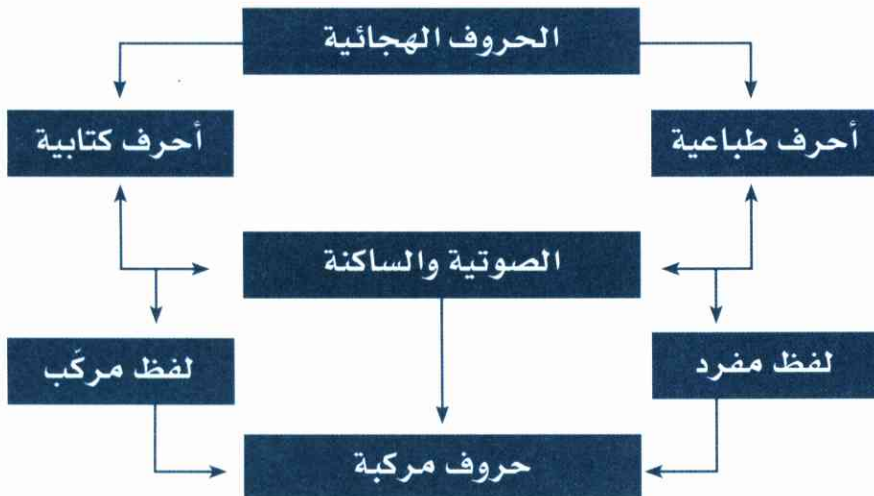 الحروف الهجائية
أحرف طباعية
أحرف كتابية
الصوتية والساكنة
لفظ مفرد
لفظ مركّب
حروف مركبة